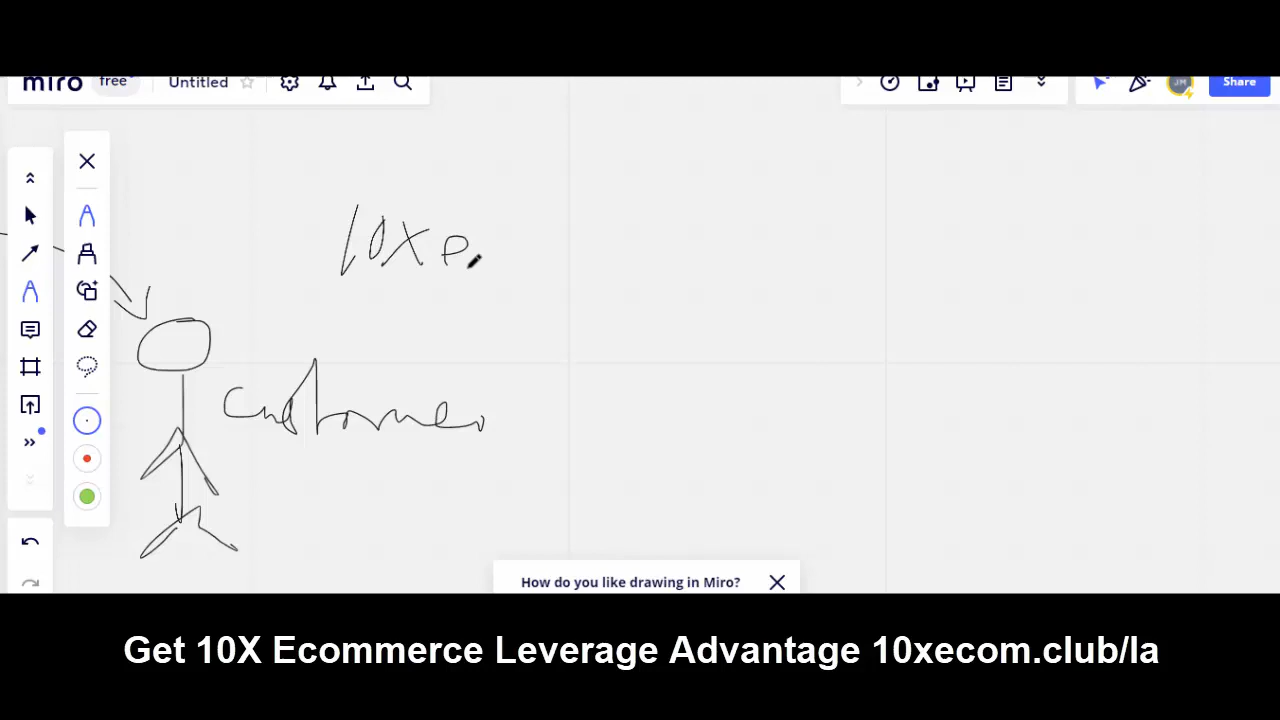 miro free Untitled Share
JM
10X e
Customer
How do you like drawing in Miro?
Get 10X Ecommerce Leverage Advantage 10xecom.club/la